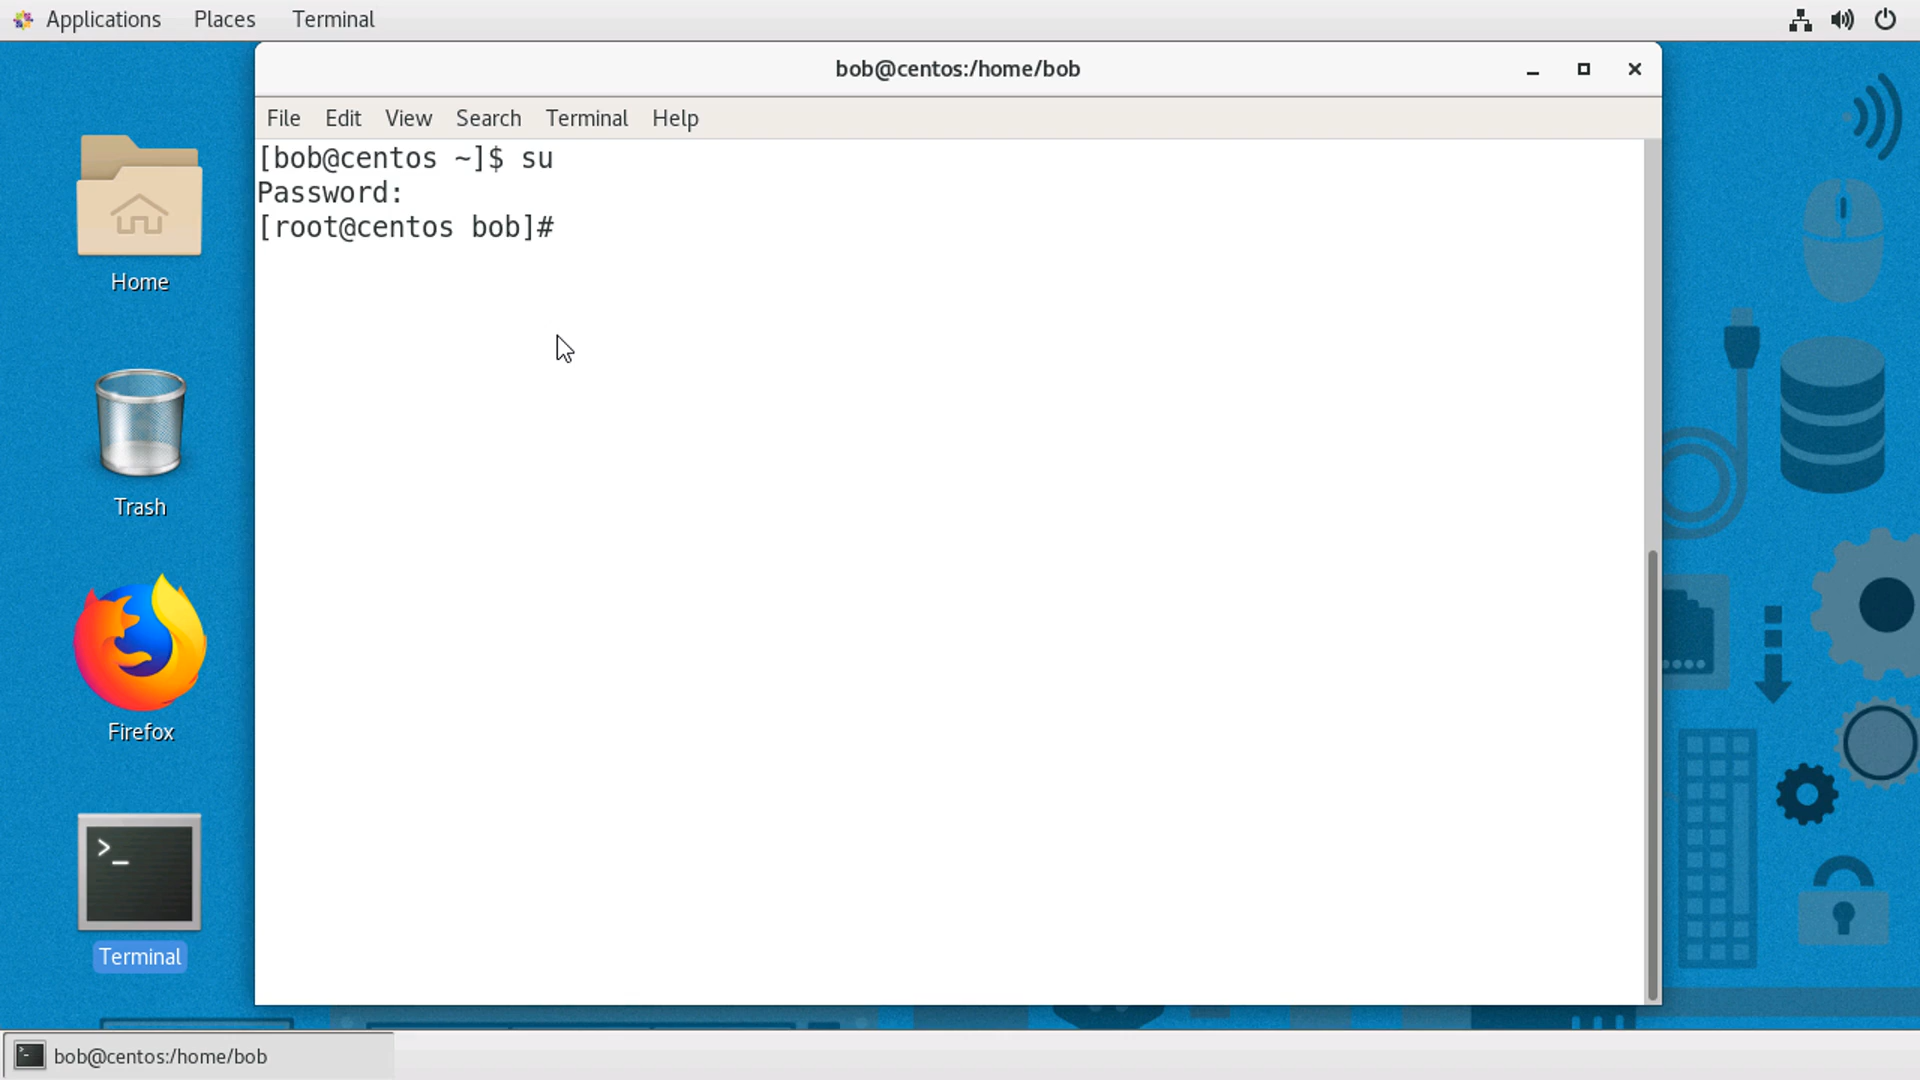 Applications Places Terminal
bob@centos:/home/bob
File Edit View Search Terminal Help
[bob@centos ~]$ su
Password:
[root@centos bob]#
Home
Trash
Firefox
>_
Terminal
bob@centos:/home/bob